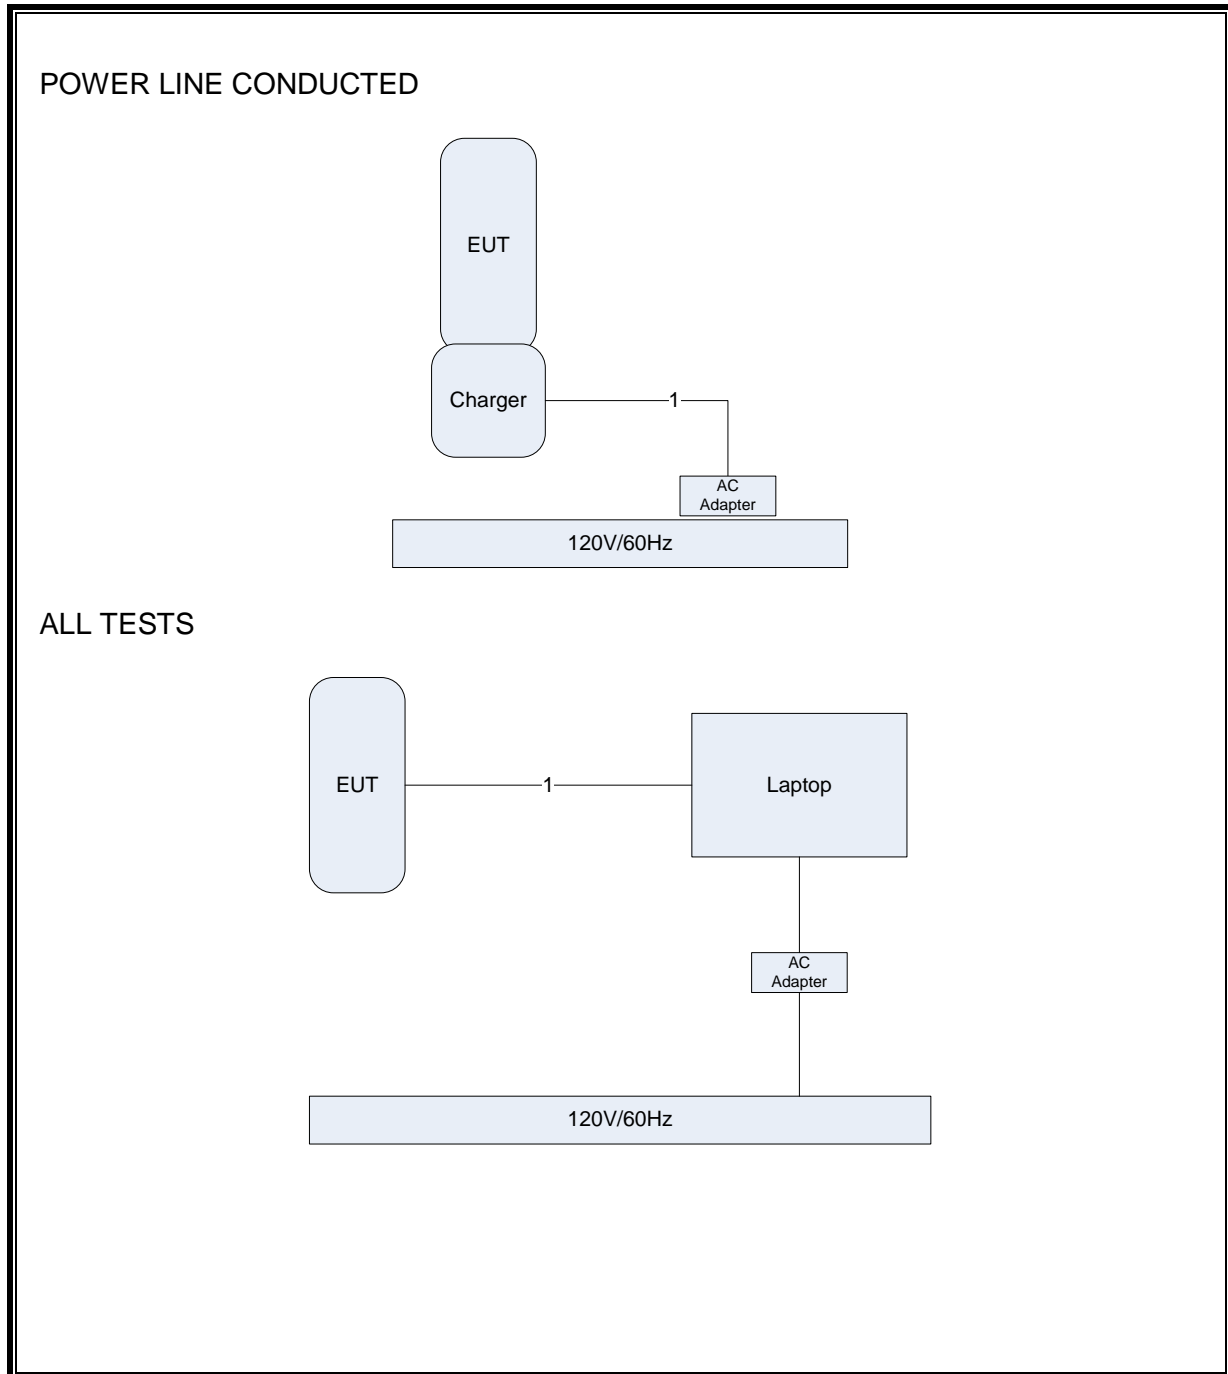 POWER LINE CONDUCTED
EUT
Charger
1
AC
Adapter
120V/60Hz
ALL TESTS
EUT
1
Laptop
AC
Adapter
120V/60Hz